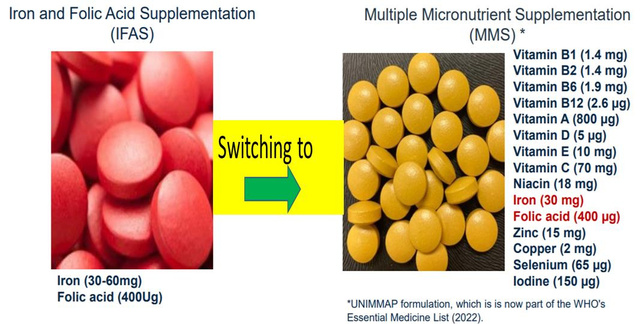 Iron and Folic Acid Supplementation
(IFAS)
Iron (30-60mg)
Folic acid (400Ug)
Switching to
Multiple Micronutrient Supplementation
(MMS) *
Vitamin B1 (1.4 mg)
Vitamin B2 (1.4 mg)
Vitamin B6 (1.9 mg)
Vitamin B12 (2.6 µg)
Vitamin A (800 µg)
Vitamin D (5 µg)
Vitamin E (10 mg)
Vitamin C (70 mg)
Niacin (18 mg)
Iron (30 mg)
Folic acid (400 µg)
Zinc (15 mg)
Copper (2 mg)
Selenium (65 µg)
Iodine (150 µg)
*UNIMMAP formulation, which is is now part of the WHO's
Essential Medicine List (2022).